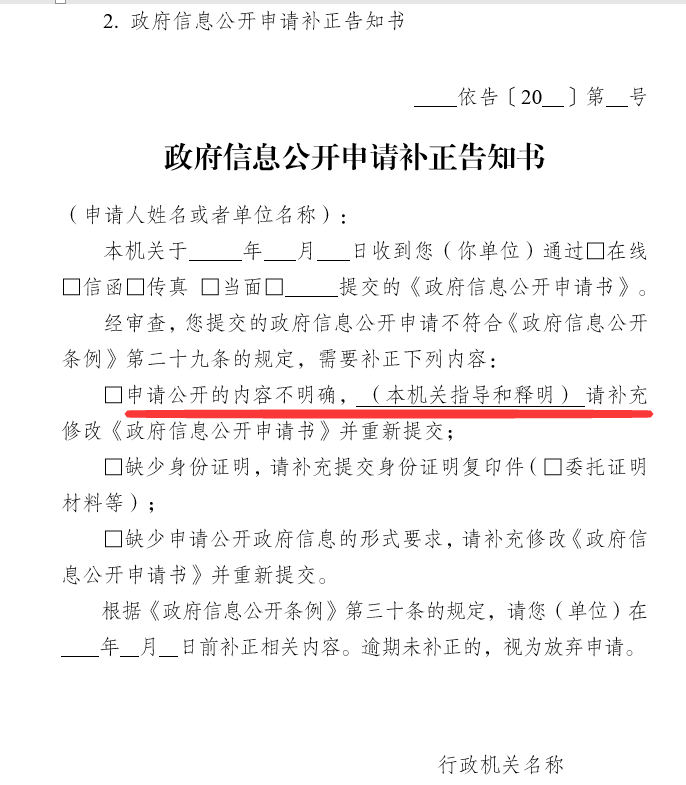 2. 政府信息公开申请补正告知书
____依告〔20__〕第__号
政府信息公开申请补正告知书
（申请人姓名或者单位名称）：
本机关于_____年___月___日收到您（你单位）通过□在线
□信函□传真 □当面□_____提交的《政府信息公开申请书》。
经审查，您提交的政府信息公开申请不符合《政府信息公开
条例》第二十九条的规定，需要补正下列内容：
□申请公开的内容不明确，（本机关指导和释明）请补充
修改《政府信息公开申请书》并重新提交；
□缺少身份证明，请补充提交身份证明复印件（□委托证明
材料等）；
□缺少申请公开政府信息的形式要求，请补充修改《政府信
息公开申请书》并重新提交。
根据《政府信息公开条例》第三十条的规定，请您（单位）在
____年__月__日前补正相关内容。逾期未补正的，视为放弃申请。
行政机关名称